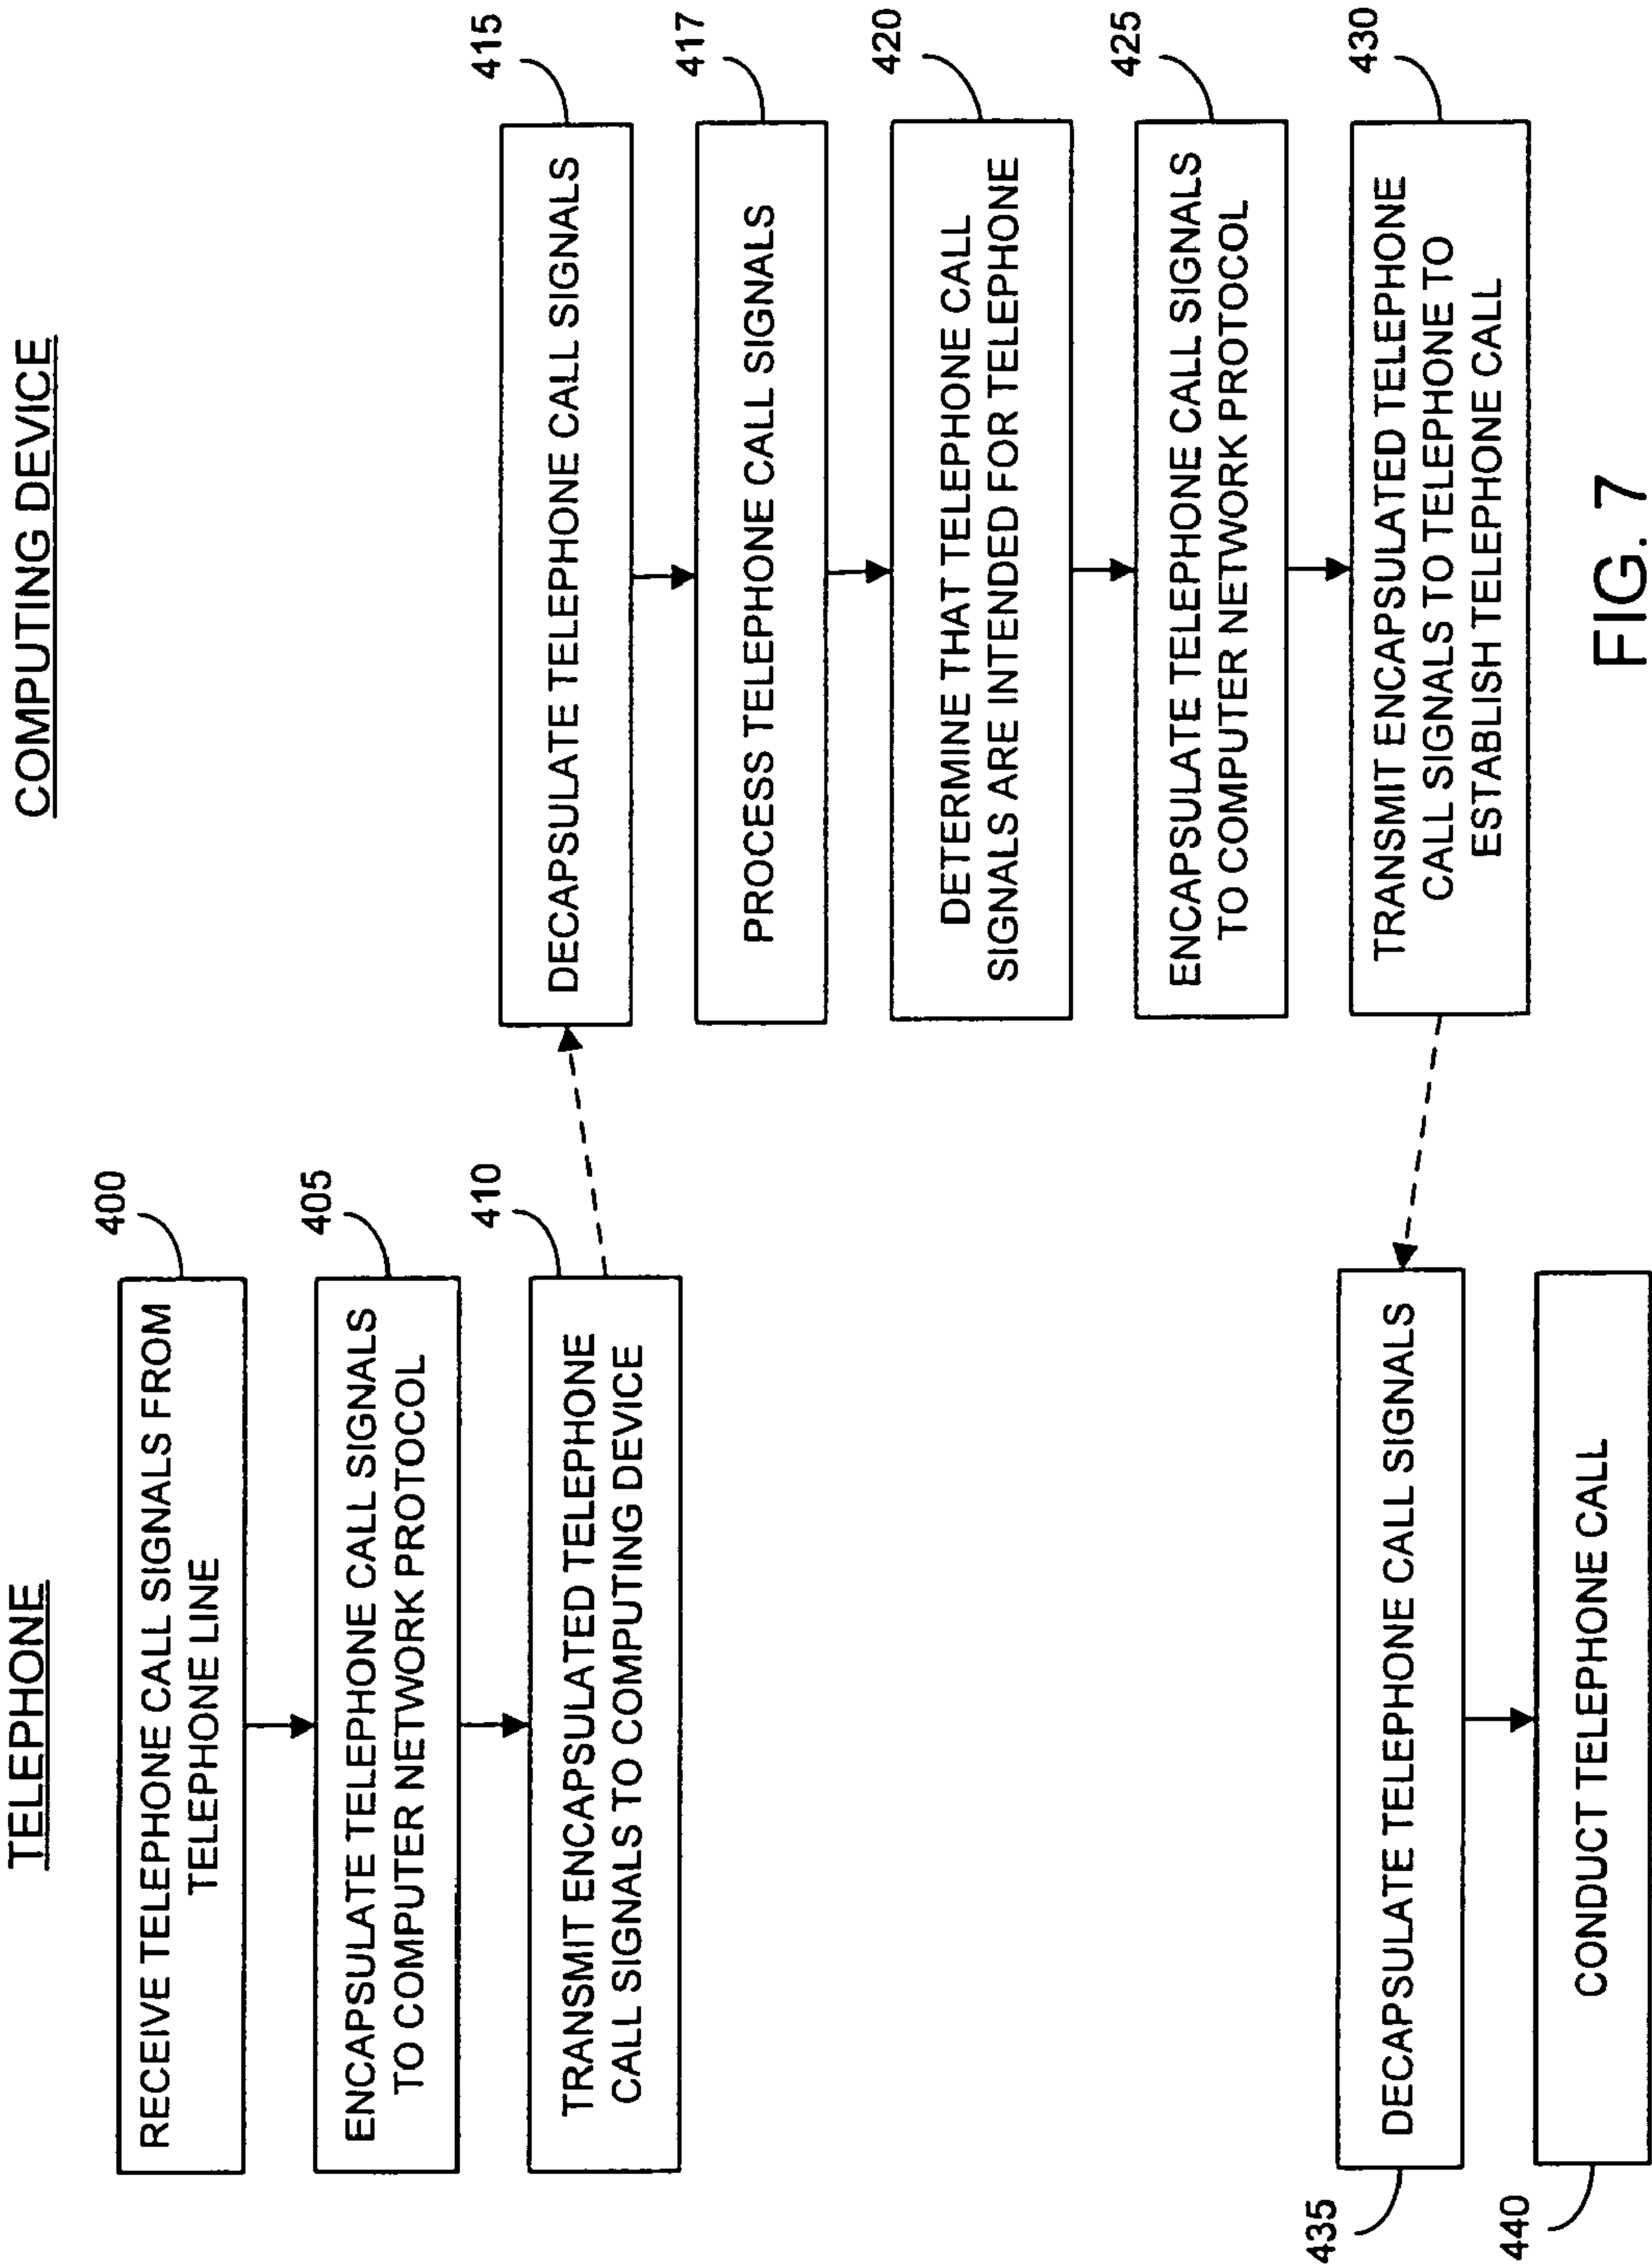 TELEPHONE
COMPUTING DEVICE
400
RECEIVE TELEPHONE CALL SIGNALS FROM
TELEPHONE LINE
405
ENCAPSULATE TELEPHONE CALL SIGNALS
TO COMPUTER NETWORK PROTOCOL
410
TRANSMIT ENCAPSULATED TELEPHONE
CALL SIGNALS TO COMPUTING DEVICE
415
DECAPSULATE TELEPHONE CALL SIGNALS
417
PROCESS TELEPHONE CALL SIGNALS
420
DETERMINE THAT TELEPHONE CALL
SIGNALS ARE INTENDED FOR TELEPHONE
425
ENCAPSULATE TELEPHONE CALL SIGNALS
TO COMPUTER NETWORK PROTOCOL
430
TRANSMIT ENCAPSULATED TELEPHONE
CALL SIGNALS TO TELEPHONE TO
ESTABLISH TELEPHONE CALL
435
DECAPSULATE TELEPHONE CALL SIGNALS
440
CONDUCT TELEPHONE CALL
FIG. 7